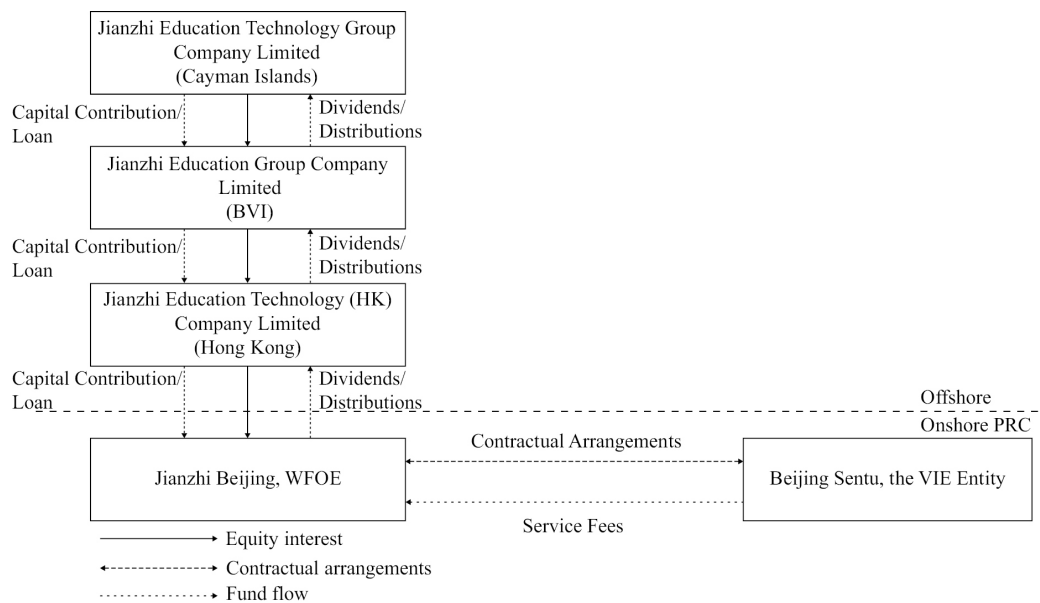 Jianzhi Education Technology Group
Company Limited
(Cayman Islands)
Capital Contribution/
Loan
Dividends/
Distributions
Jianzhi Education Group Company
Limited
(BVI)
Capital Contribution/
Loan
Dividends/
Distributions
Jianzhi Education Technology (HK)
Company Limited
(Hong Kong)
Capital Contribution/
Loan
Dividends/
Distributions
Offshore
Onshore PRC
Jianzhi Beijing, WFOE
Contractual Arrangements
Service Fees
Beijing Sentu, the VIE Entity
Equity interest
Contractual arrangements
Fund flow